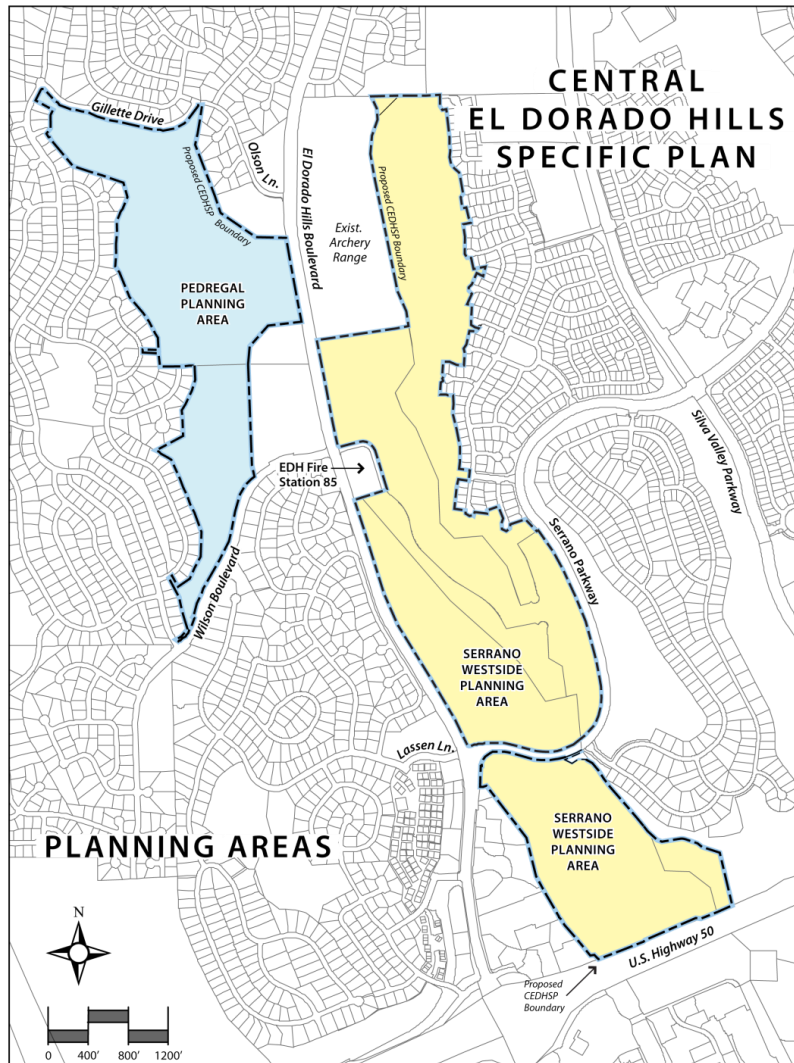 CENTRAL
EL DORADO HILLS
SPECIFIC PLAN
Gillette Drive
Olson Ln.
El Dorado Hills Boulevard
Proposed CEDHSP
Boundary
Proposed CEDHSP Boundary
Exist.
Archery
Range
PEDREGAL
PLANNING
AREA
Silva Valley Parkway
EDH Fire
Station 85
Serrano Parkway
Wilson Boulevard
SERRANO
WESTSIDE
PLANNING
AREA
Lassen Ln.
SERRANO
WESTSIDE
PLANNING
AREA
PLANNING AREAS
N
U.S. Highway 50
Proposed
CEDHSP
Boundary
0 400' 800' 1200'